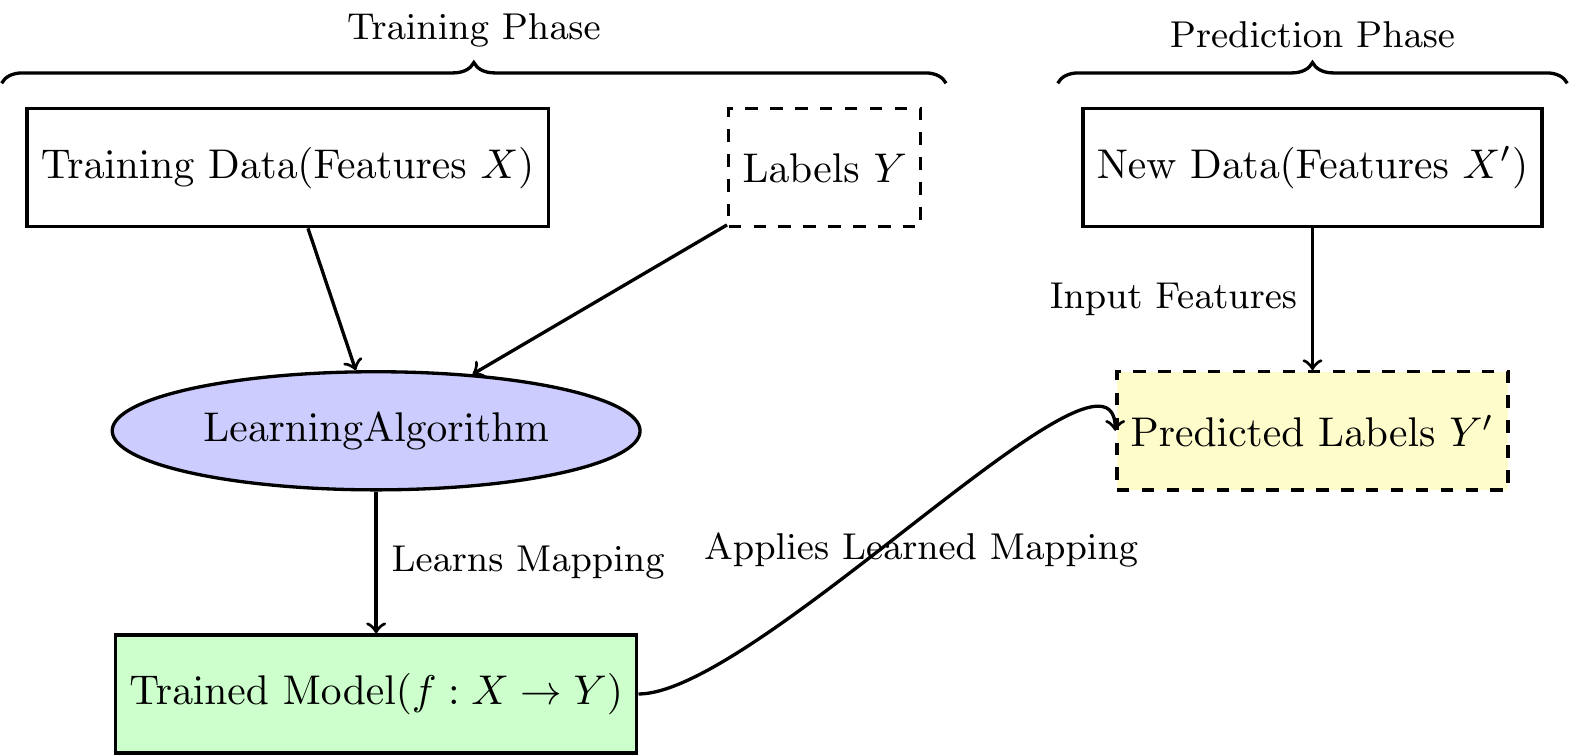 Training Phase
Prediction Phase
Training Data(Features X)
Labels Y
New Data(Features X′)
Input Features
LearningAlgorithm
Predicted Labels Y′
Learns Mapping
Applies Learned Mapping
Trained Model(f : X → Y)